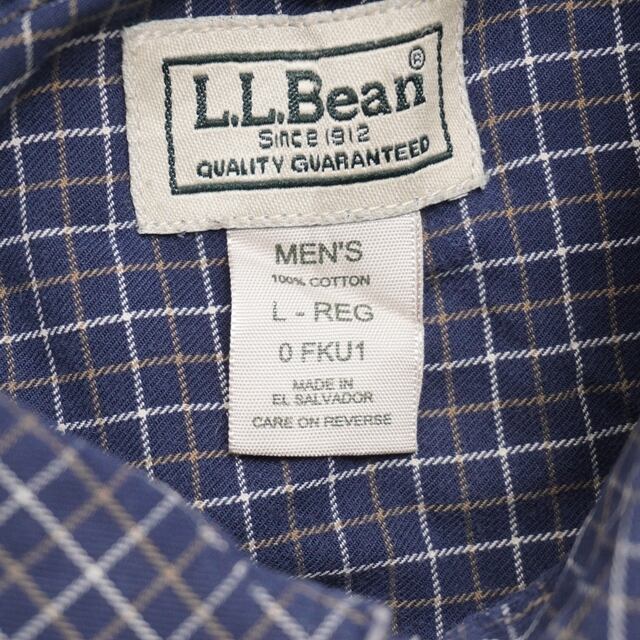 L.L.Bean®
SINCE 1912
QUALITY GUARANTEED
MEN'S
100% COTTON
L - REG
0 FKU1
MADE IN
EL SALVADOR
CARE ON REVERSE